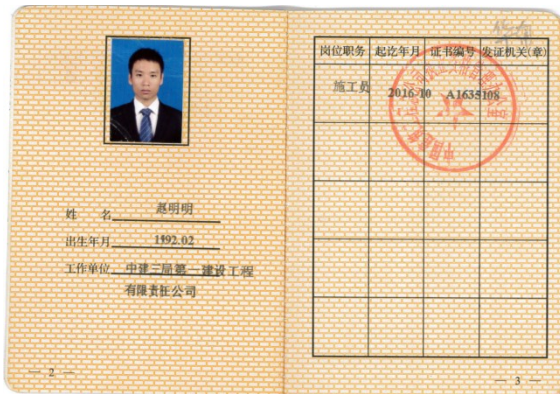 姓 名 赵明明
出生年月 1992.02
工作单位 中建三局第一建设工程
有限责任公司
— 2 —
岗位职务 起讫年月 证书编号 发证机关(章)
施工员 2016-10 A1635108
— 3 —